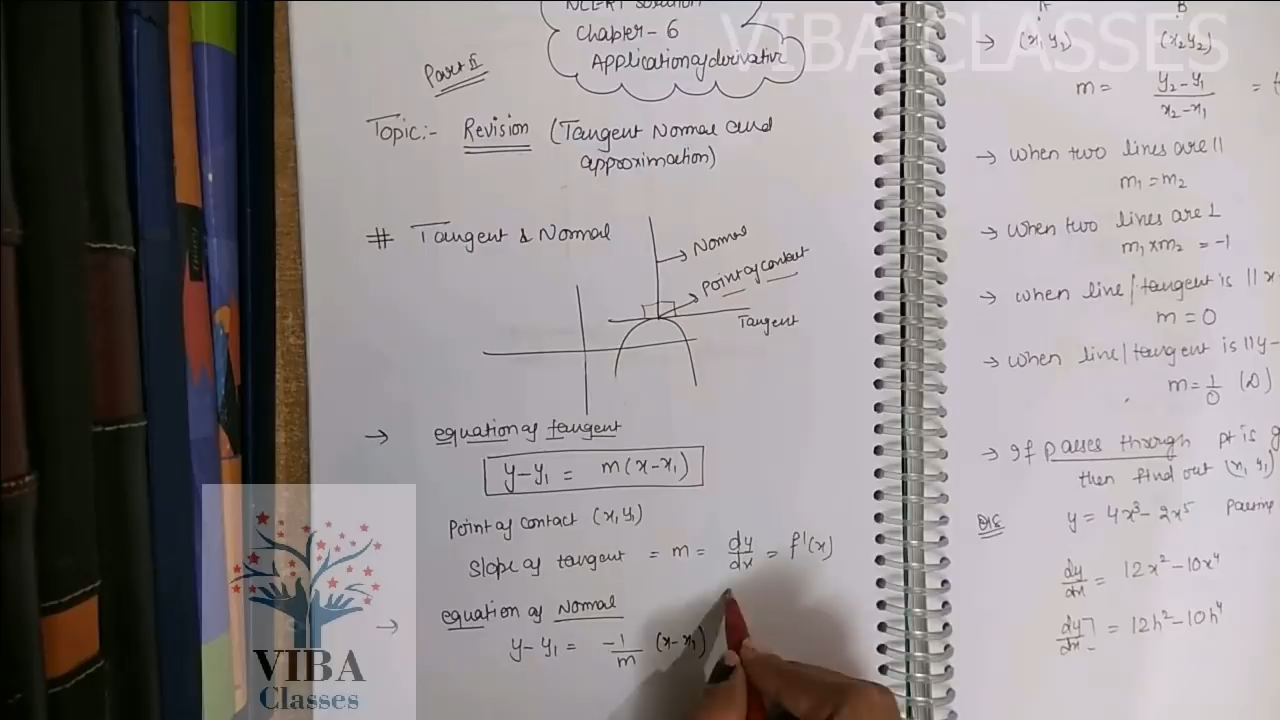 NCERT Solution
Chapter - 6
Application of derivative
Part II
Topic:- Revision (Tangent Normal and
approximation)
# Tangent & Normal
Normal
Point of contact
Tangent
→ equation of tangent
y-y₁ = m(x-x₁)
Point of contact (x₁y₁)
Slope of tangent = m = dy/dx = f'(x)
→ equation of Normal
y-y₁ = -1/m (x-x₁)
B
→ (x₁ y₁) (x₂ y₂)
m = y₂-y₁/x₂-x₁ =
→ when two lines are ||
m₁ = m₂
→ when two lines are ⊥
m₁ x m₂ = -1
→ when line/tangent is || x
m = 0
→ when line/tangent is || y-
m = 1/0 (∞)
→ If passes through pt is
then find out (x₁ y₁)
y = 4x³ - 2x⁵
dy/dx = 12x² - 10x⁴
dy/dx] = 12h² - 10h⁴
VIBA CLASSES
VIBA
Classes